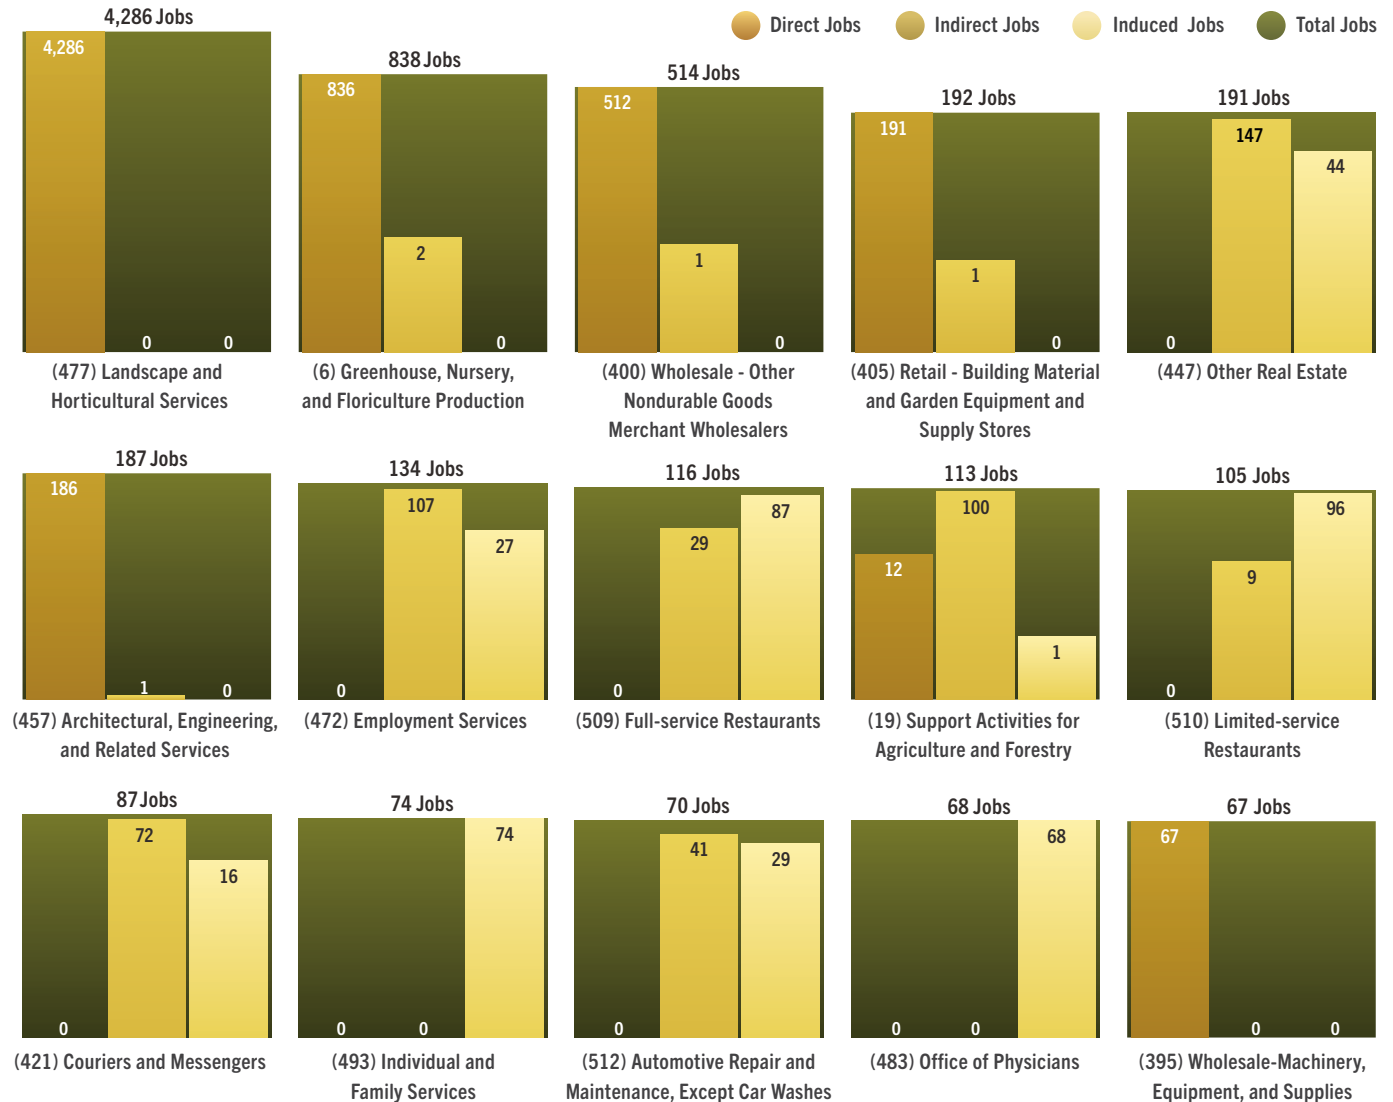 4,286 Jobs
Direct Jobs
Indirect Jobs
Induced Jobs
Total Jobs
838 Jobs
514 Jobs
192 Jobs
191 Jobs
4,286
0
0
836
2
0
512
1
0
191
1
0
0
147
44
(477) Landscape and
Horticultural Services
(6) Greenhouse, Nursery,
and Floriculture Production
(400) Wholesale - Other
Nondurable Goods
Merchant Wholesalers
(405) Retail - Building Material
and Garden Equipment and
Supply Stores
(447) Other Real Estate
187 Jobs
134 Jobs
116 Jobs
113 Jobs
105 Jobs
186
1
0
0
107
27
0
29
87
12
100
1
0
9
96
(457) Architectural, Engineering,
and Related Services
(472) Employment Services
(509) Full-service Restaurants
(19) Support Activities for
Agriculture and Forestry
(510) Limited-service
Restaurants
87 Jobs
74 Jobs
70 Jobs
68 Jobs
67 Jobs
0
72
16
0
0
74
0
41
29
0
0
68
67
0
0
(421) Couriers and Messengers
(493) Individual and
Family Services
(512) Automotive Repair and
Maintenance, Except Car Washes
(483) Office of Physicians
(395) Wholesale-Machinery,
Equipment, and Supplies